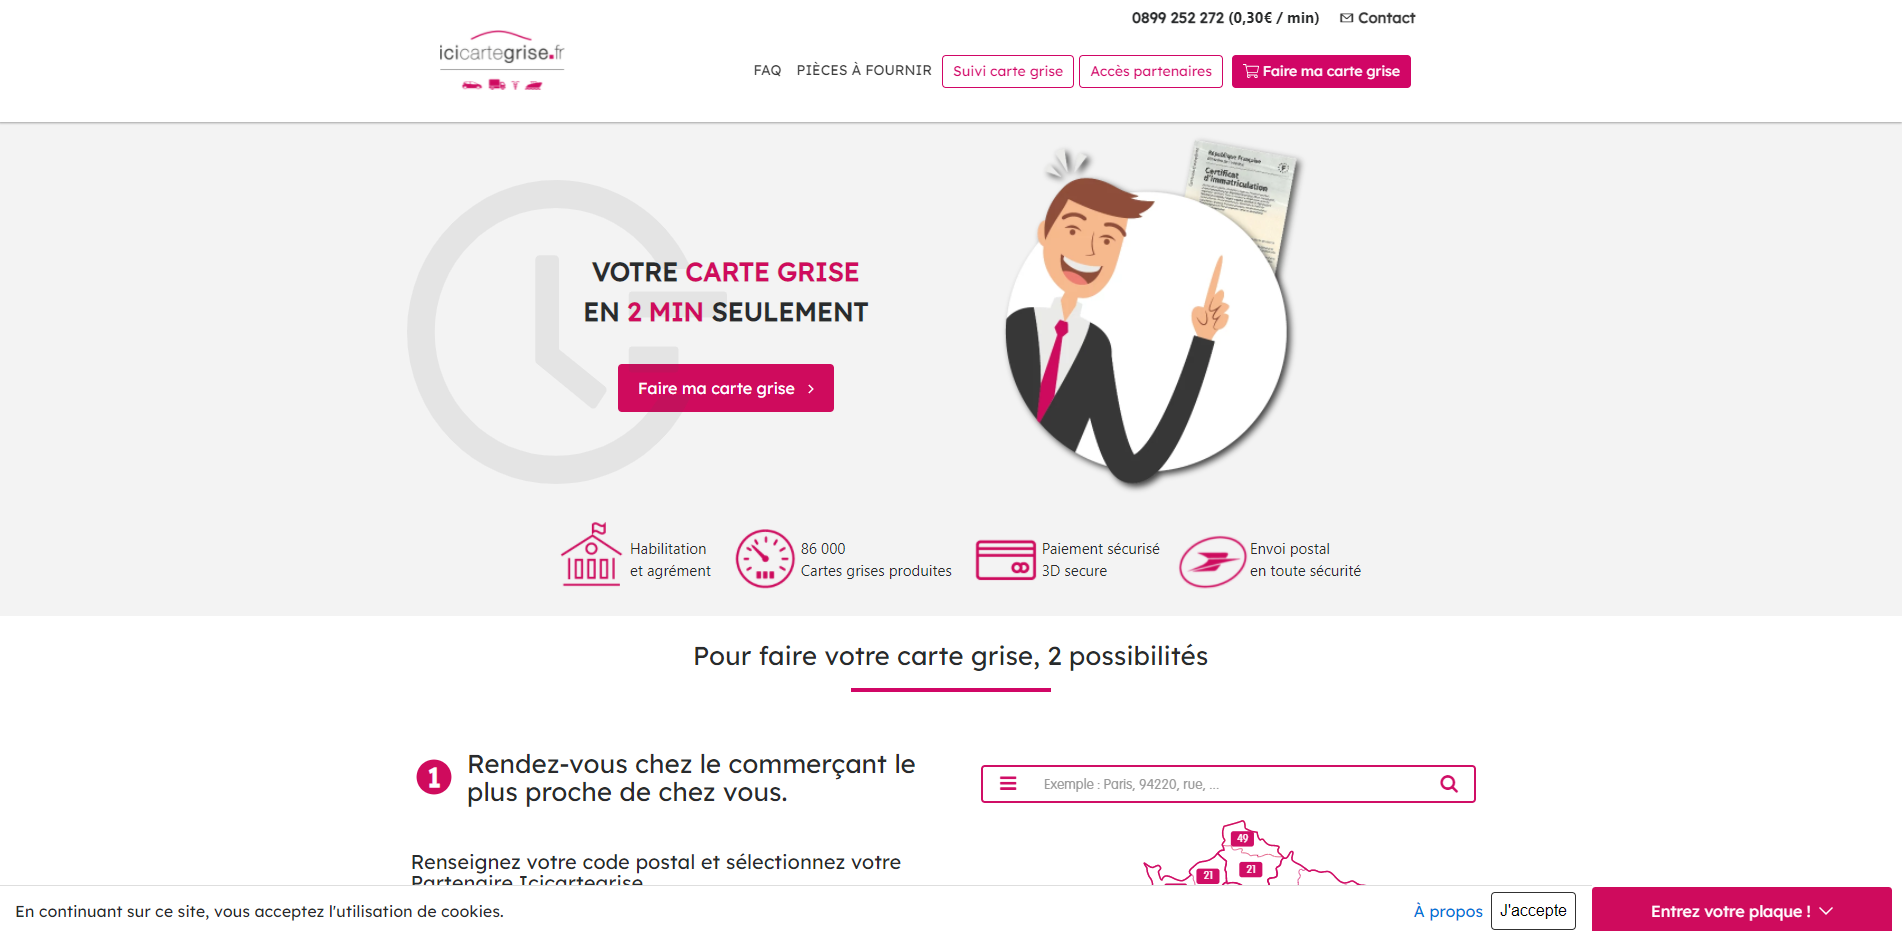 0899 252 272 (0,30€ / min) Contact
icicartegrise.fr
FAQ PIÈCES À FOURNIR Suivi carte grise Accès partenaires Faire ma carte grise
République Française
Certificat
d'immatriculation
VOTRE CARTE GRISE
EN 2 MIN SEULEMENT
Faire ma carte grise
Habilitation
et agrément
86 000
Cartes grises produites
Paiement sécurisé
3D secure
Envoi postal
en toute sécurité
Pour faire votre carte grise, 2 possibilités
1
Rendez-vous chez le commerçant le
plus proche de chez vous.
Exemple : Paris, 94220, rue, ...
49
21
21
Renseignez votre code postal et sélectionnez votre
Partenaire Icicartegrise
En continuant sur ce site, vous acceptez l'utilisation de cookies.
À propos J'accepte Entrez votre plaque !